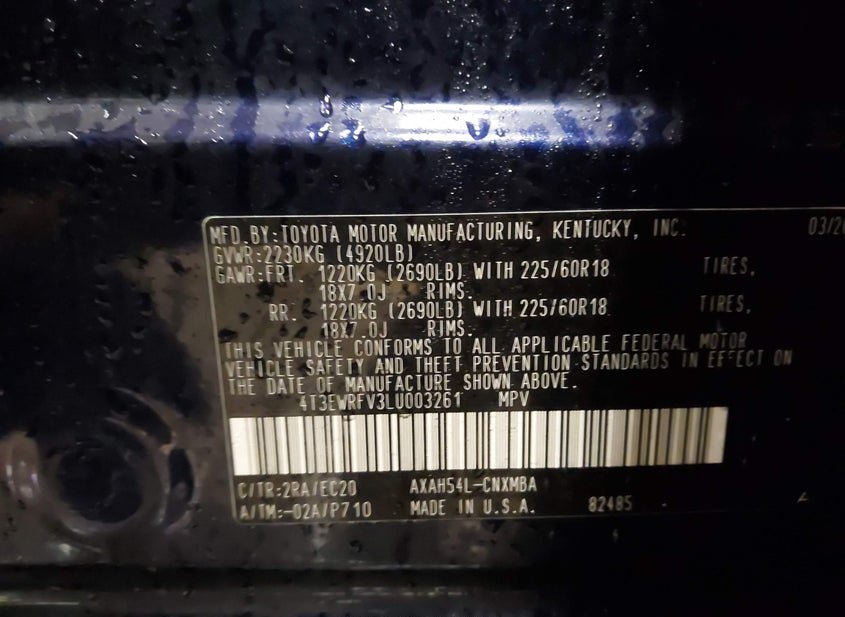 MFD.BY:TOYOTA MOTOR MANUFACTURING, KENTUCKY, INC. 03/20
GVWR:2230KG (4920LB)
GAWR:FRT. 1220KG (2690LB) WITH 225/60R18 TIRES,
18X7.0J RIMS.
RR. 1220KG (2690LB) WITH 225/60R18 TIRES,
18X7.0J RIMS.
THIS VEHICLE CONFORMS TO ALL APPLICABLE FEDERAL MOTOR
VEHICLE SAFETY AND THEFT PREVENTION STANDARDS IN EFFECT ON
THE DATE OF MANUFACTURE SHOWN ABOVE.
4T3EWRFV3LU003261 MPV
C/TR:2RA/EC20 AXAH54L-CNXMBA
A/TM:-02A/P710 MADE IN U.S.A. 82485